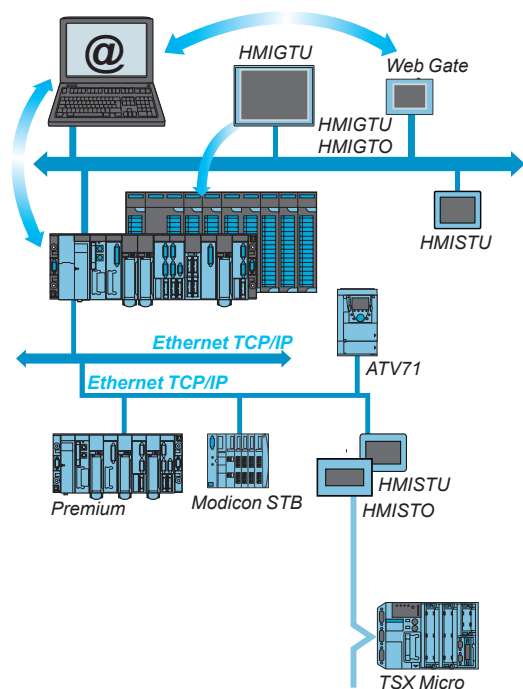 @
HMIGTU
Web Gate
HMIGTU
HMIGTO
HMISTU
Ethernet TCP/IP
ATV71
Ethernet TCP/IP
Premium
Modicon STB
HMISTU
HMISTO
TSX Micro